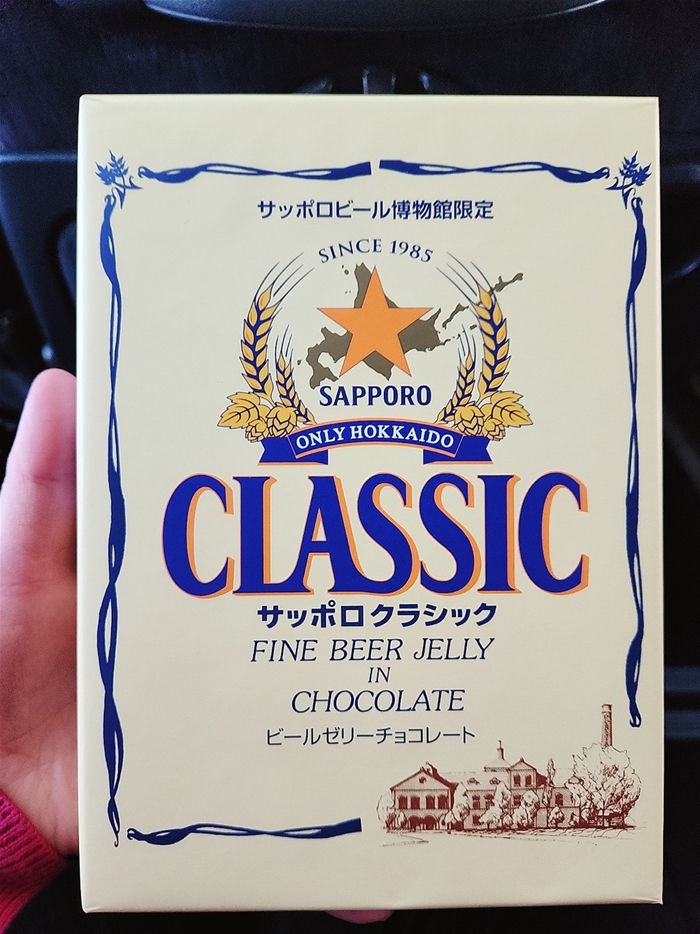 サッポロビール博物館限定
SINCE 1985
SAPPORO
ONLY HOKKAIDO
CLASSIC
サッポロ クラシック
FINE BEER JELLY
IN
CHOCOLATE
ビールゼリーチョコレート